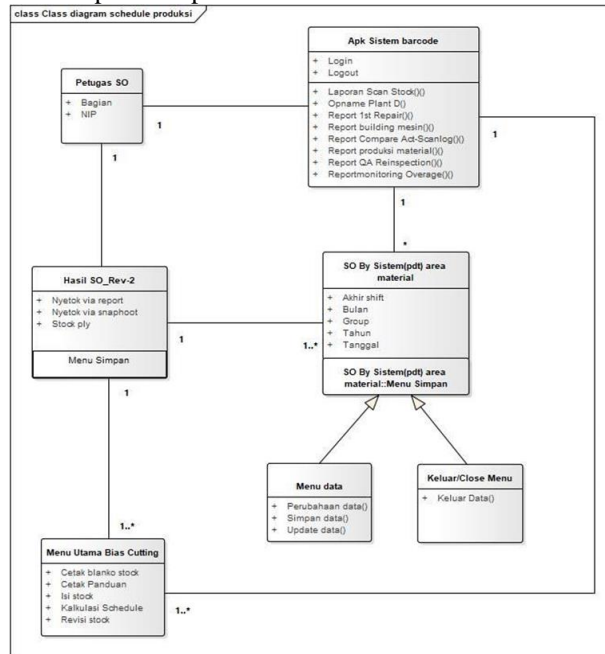 class Class diagram schedule produksi
Apk Sistem barcode
+ Login
+ Logout
+ Laporan Scan Stock()()
+ Opname Plant D()()
+ Report 1st Repair()()
+ Report building mesin()()
+ Report Compare Act-Scanlog()()
+ Report produksi material()()
+ Report QA Reinspection()()
+ Reportmonitoring Overage()()
Petugas SO
+ Bagian
+ NIP
1
1
1
1
*
Hasil SO_Rev-2
+ Nyetok via report
+ Nyetok via snaphoot
+ Stock ply
Menu Simpan
SO By Sistem(pdt) area
material
+ Akhir shift
+ Bulan
+ Group
+ Tahun
+ Tanggal
SO By Sistem(pdt) area
material::Menu Simpan
1
1..*
1
Menu data
+ Perubahaan data()
+ Simpan data()
+ Update data()
Keluar/Close Menu
+ Keluar Data()
1..*
Menu Utama Bias Cutting
+ Cetak blanko stock
+ Cetak Panduan
+ Isi stock
+ Kalkulasi Schedule
+ Revisi stock
1..*